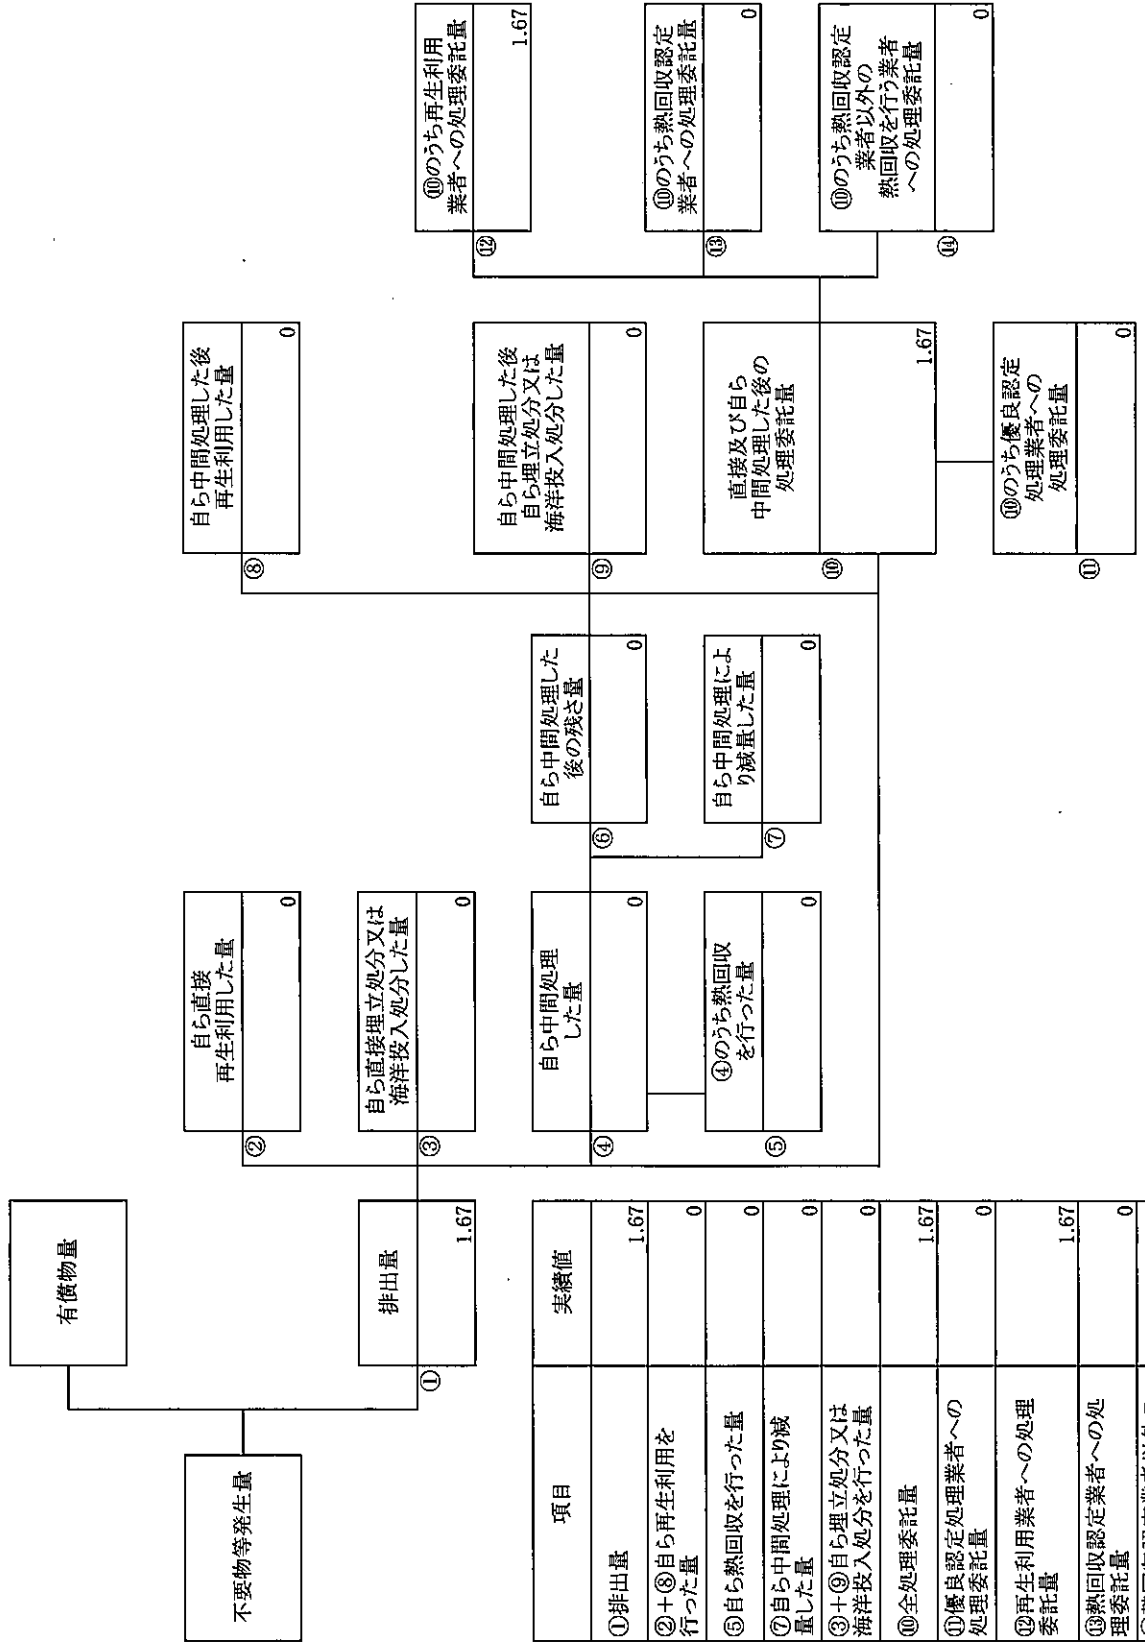 不要物等発生量
有償物量
排出量
①
1.67
自ら直接
再生利用した量
②
0
自ら直接埋立処分又は
海洋投入処分した量
③
0
自ら中間処理
した量
④
0
④のうち熱回収
を行った量
⑤
0
自ら中間処理した
後の残さ量
⑥
0
自ら中間処理によ
り減量した量
⑦
0
自ら中間処理した後
再生利用した量
⑧
0
自ら中間処理した後
自ら埋立処分又は
海洋投入処分した量
⑨
0
直接及び自ら
中間処理した後の
処理委託量
⑩
1.67
⑩のうち優良認定
処理業者への
処理委託量
⑪
0
⑩のうち再生利用
業者への処理委託量
⑫
1.67
⑩のうち熱回収認定
業者への処理委託量
⑬
0
⑩のうち熱回収認定
業者以外の
熱回収を行う業者
への処理委託量
⑭
0
項目 実績値
①排出量 1.67
②+⑧自ら再生利用を
行った量 0
⑤自ら熱回収を行った量 0
⑦自ら中間処理により減
量した量 0
③+⑨自ら埋立処分又は
海洋投入処分を行った量 0
⑩全処理委託量 1.67
⑪優良認定処理業者への
処理委託量 0
⑫再生利用業者への処理
委託量 1.67
⑬熱回収認定業者への処
理委託量 0